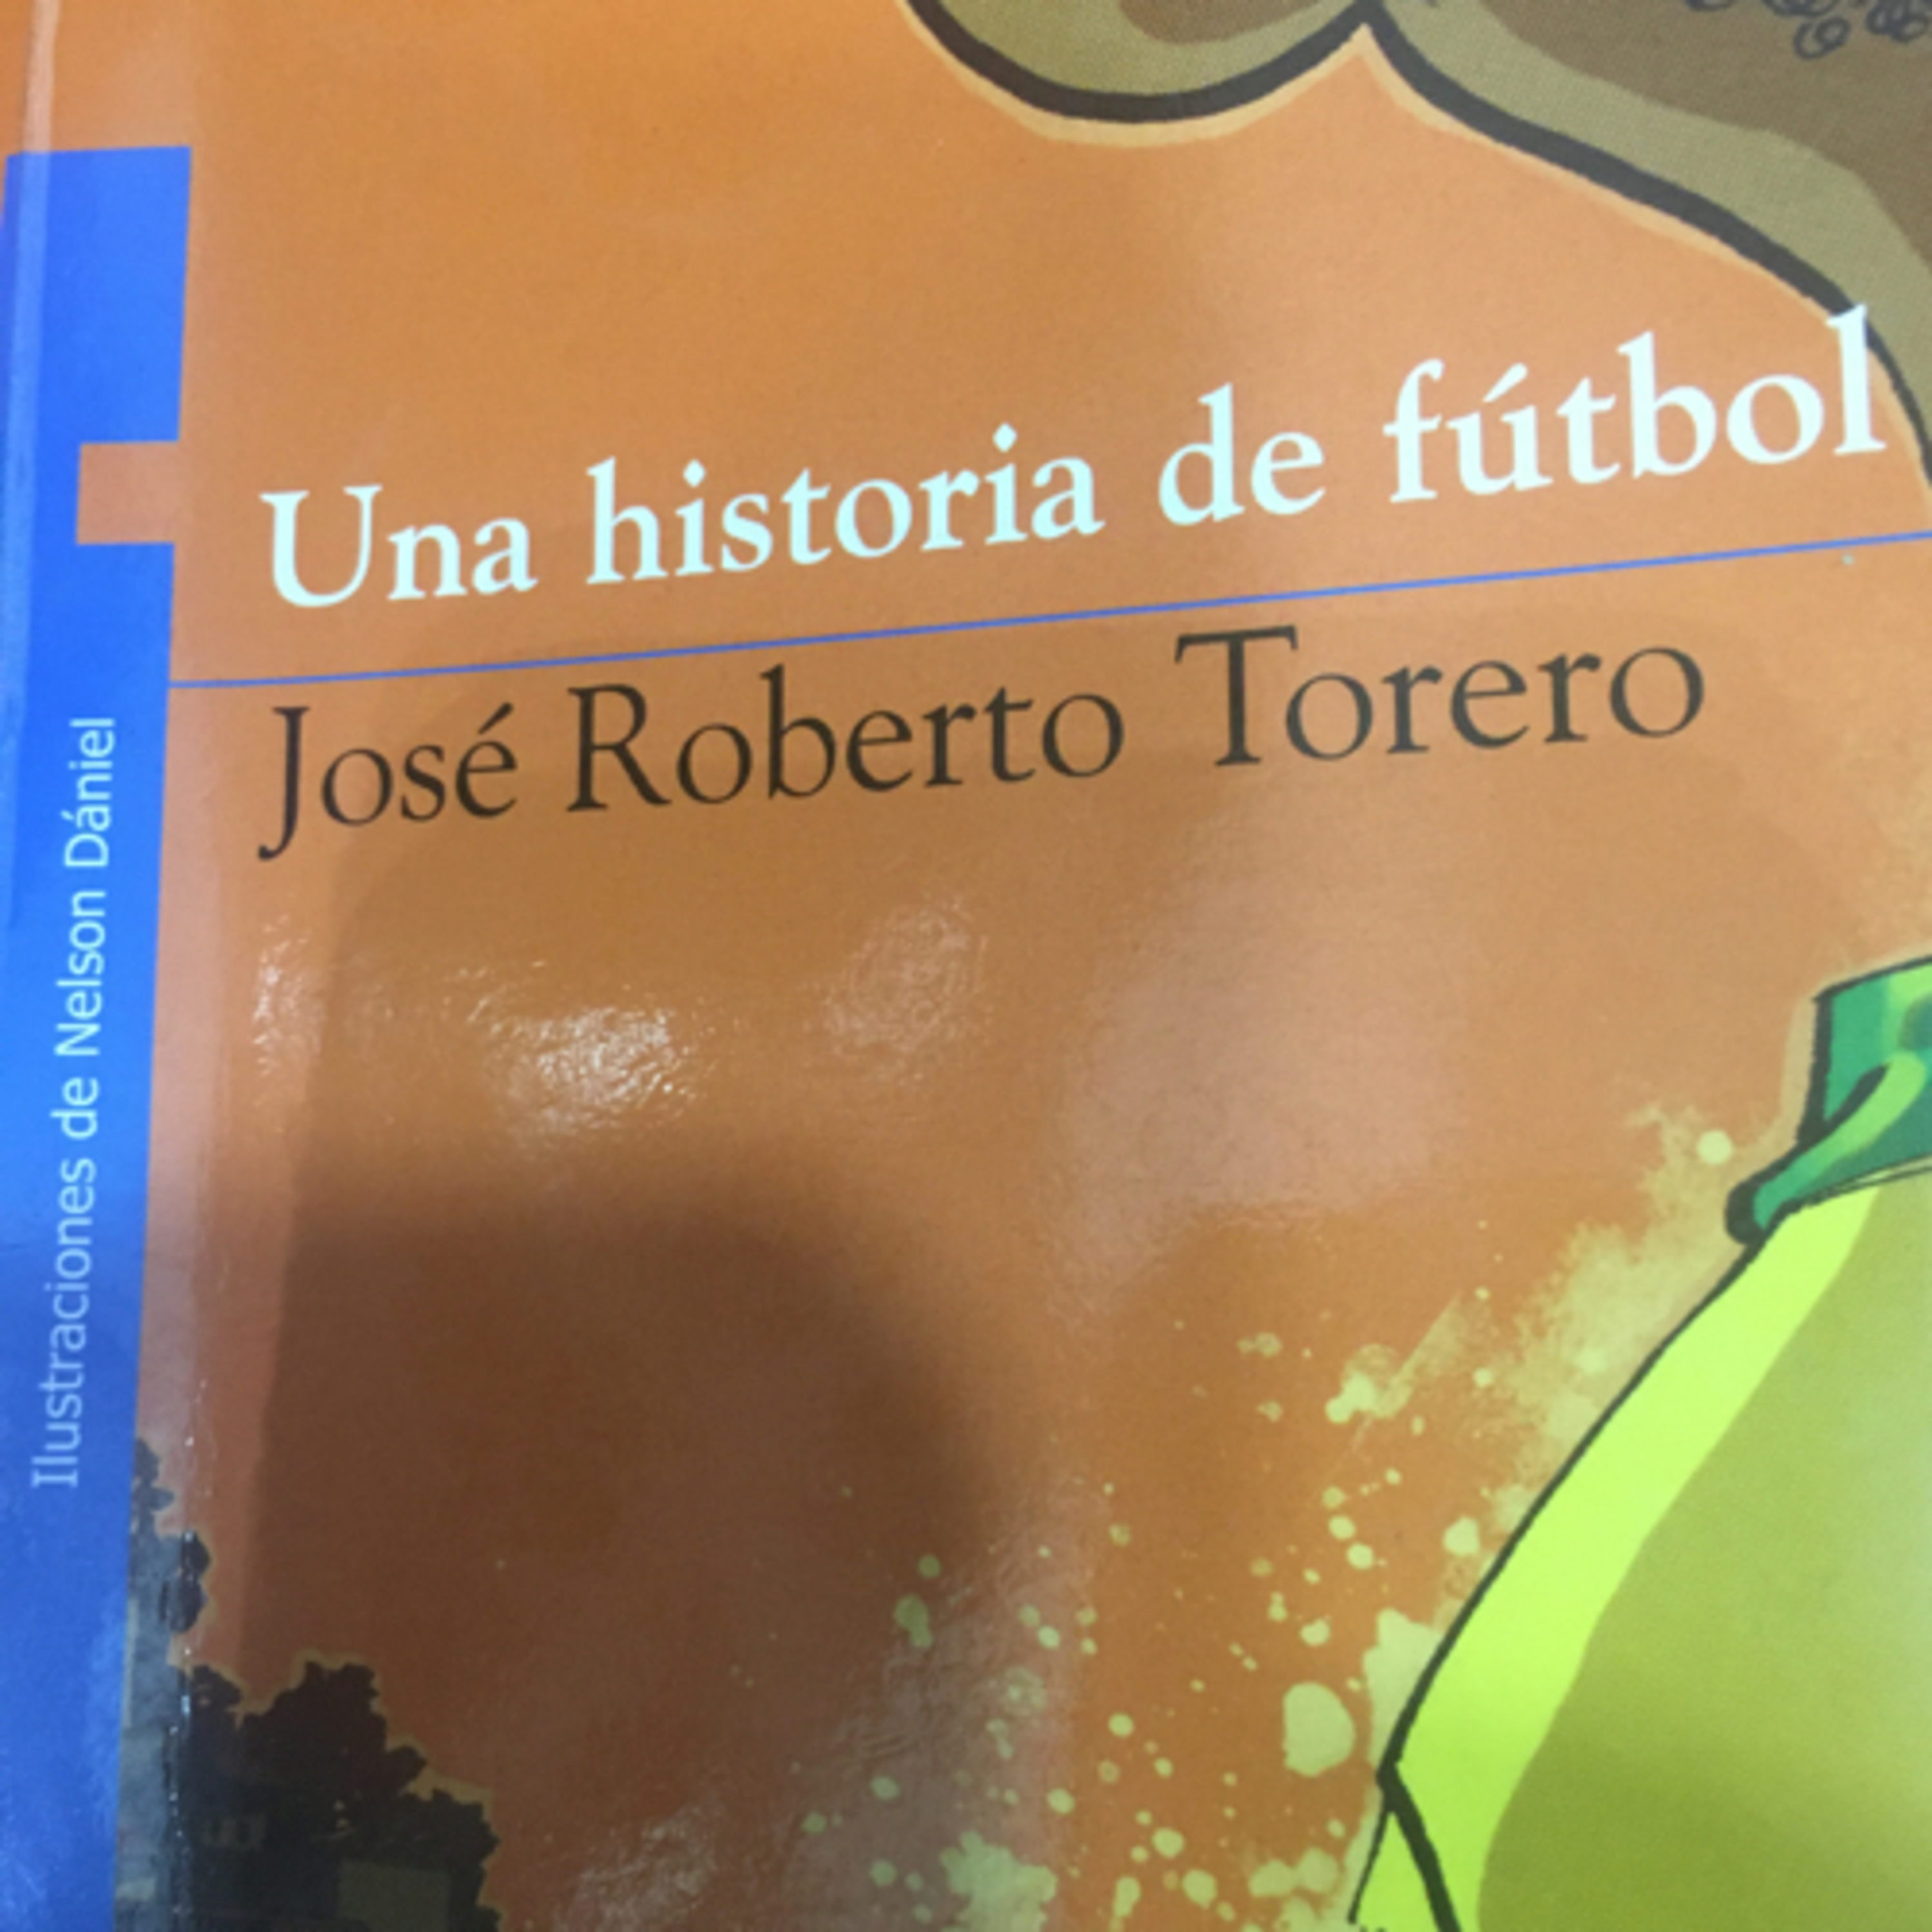 Una historia de fútbol
José Roberto Torero
Ilustraciones de Nelson Dániel